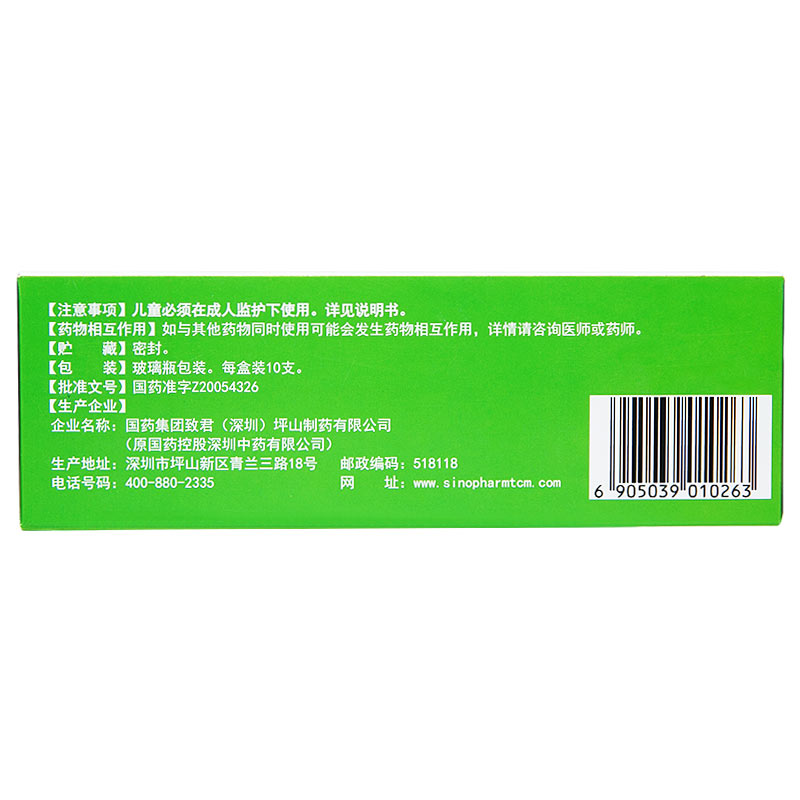 【注意事项】儿童必须在成人监护下使用。详见说明书。
【药物相互作用】如与其他药物同时使用可能会发生药物相互作用，详情请咨询医师或药师。
【贮　　藏】密封。
【包　　装】玻璃瓶包装。每盒装10支。
【批准文号】国药准字Z20054326
【生产企业】
企业名称：国药集团致君（深圳）坪山制药有限公司
（原国药控股深圳中药有限公司）
生产地址：深圳市坪山新区青兰三路18号　邮政编码：518118
电话号码：400-880-2335　网　　址：www.sinopharmtcm.com
6 905039 010263